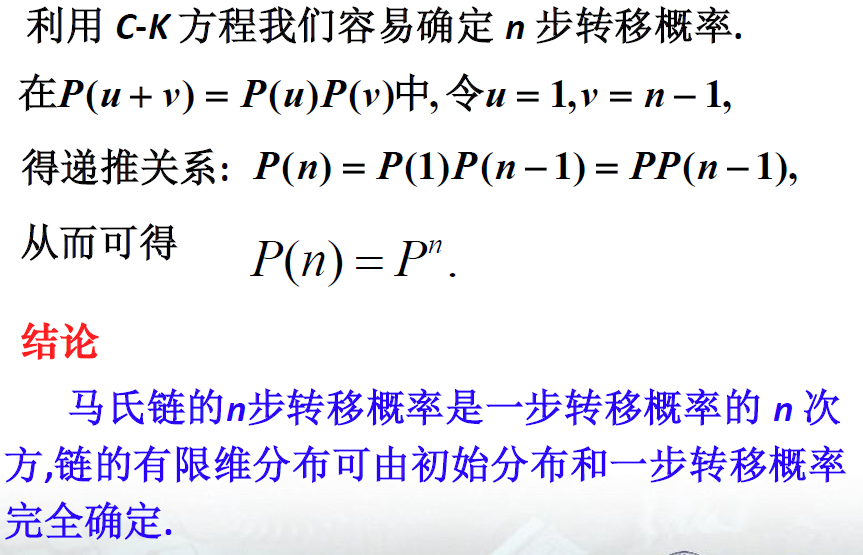 利用 C-K 方程我们容易确定 n 步转移概率.
在P(u + v) = P(u)P(v)中, 令u = 1,v = n − 1,
得递推关系: P(n) = P(1)P(n − 1) = PP(n − 1),
从而可得 P(n) = Pⁿ.
结论
马氏链的n步转移概率是一步转移概率的 n 次
方,链的有限维分布可由初始分布和一步转移概率
完全确定.